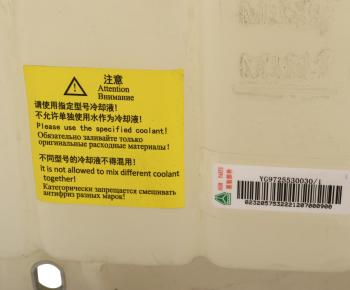 注意
Attention
Внимание
请使用指定型号冷却液!
不允许单独使用水作为冷却液!
Please use the specified coolant!
Обязательно заливайте только
оригинальные расходные материалы!
不同型号的冷却液不得混用!
It is not allowed to mix different coolant
together!
Категорически запрещается смешивать
антифриз разных марок!
YG9725530030/1